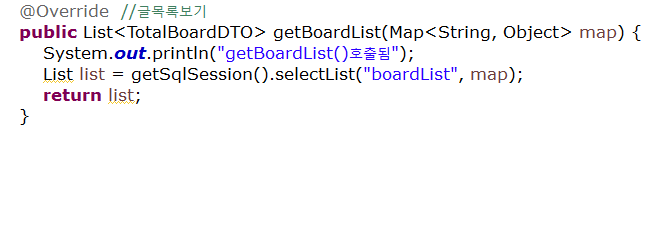 @Override //글목록보기
public List<TotalBoardDTO> getBoardList(Map<String, Object> map) {
System.out.println("getBoardList()호출됨");
List list = getSqlSession().selectList("boardList", map);
return list;
}